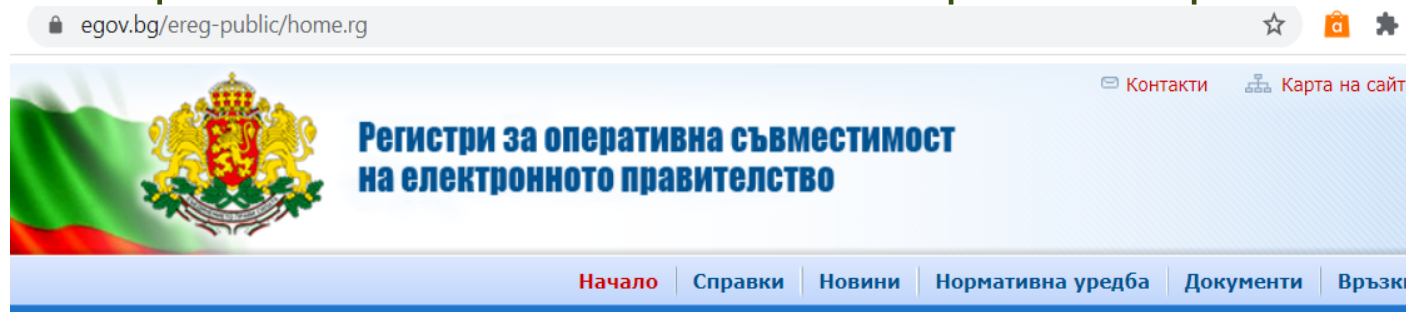 egov.bg/ereg-public/home.rg
Контакти Карта на сайт
Регистри за оперативна съвместимост
на електронното правителство
Начало Справки Новини Нормативна уредба Документи Връзки